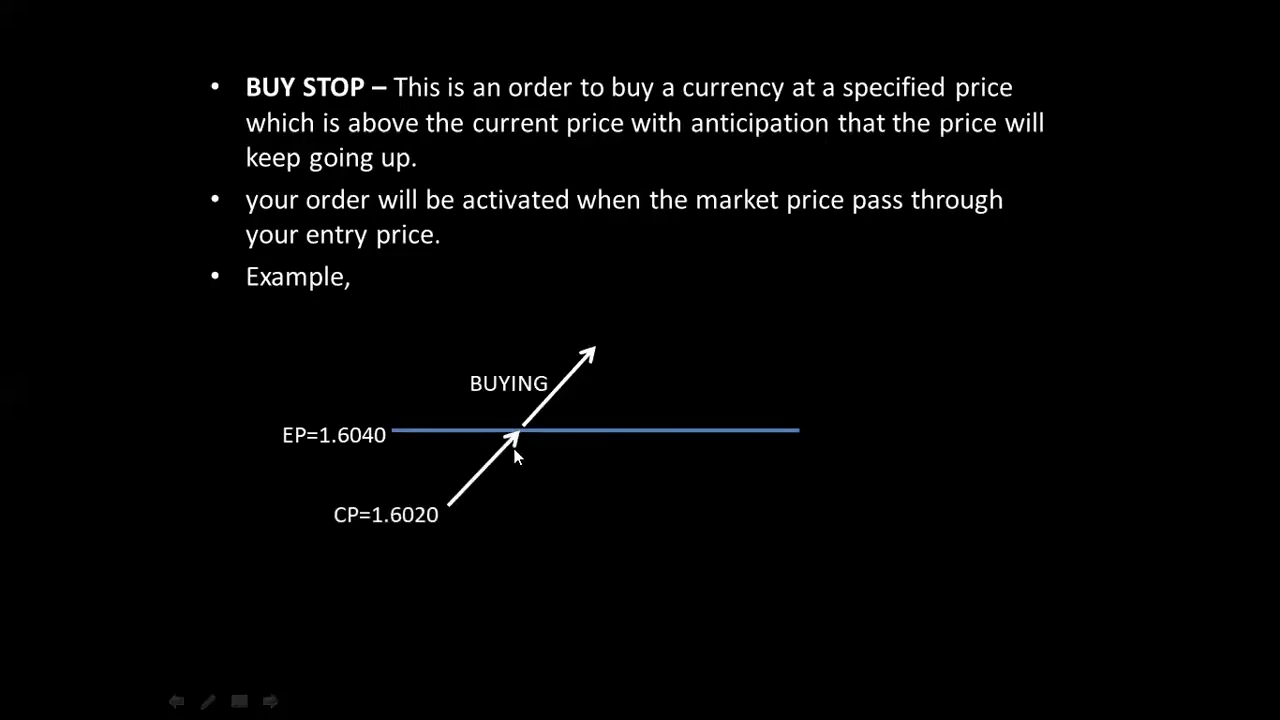 • BUY STOP – This is an order to buy a currency at a specified price
which is above the current price with anticipation that the price will
keep going up.
• your order will be activated when the market price pass through
your entry price.
• Example,
BUYING
EP=1.6040
CP=1.6020